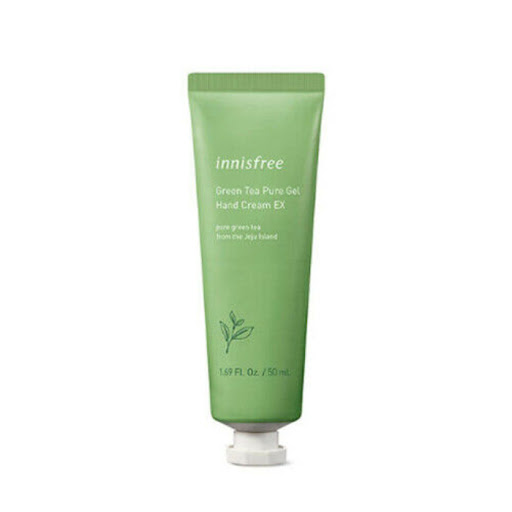 innisfree
Green Tea Pure Gel
Hand Cream EX
pure green tea
from the Jeju Island
1.69 Fl. Oz. / 50 mL